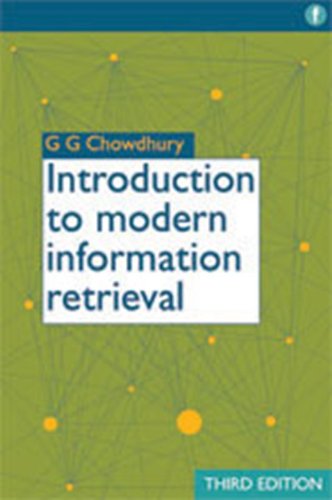 G G Chowdhury
Introduction
to modern
information
retrieval
THIRD EDITION